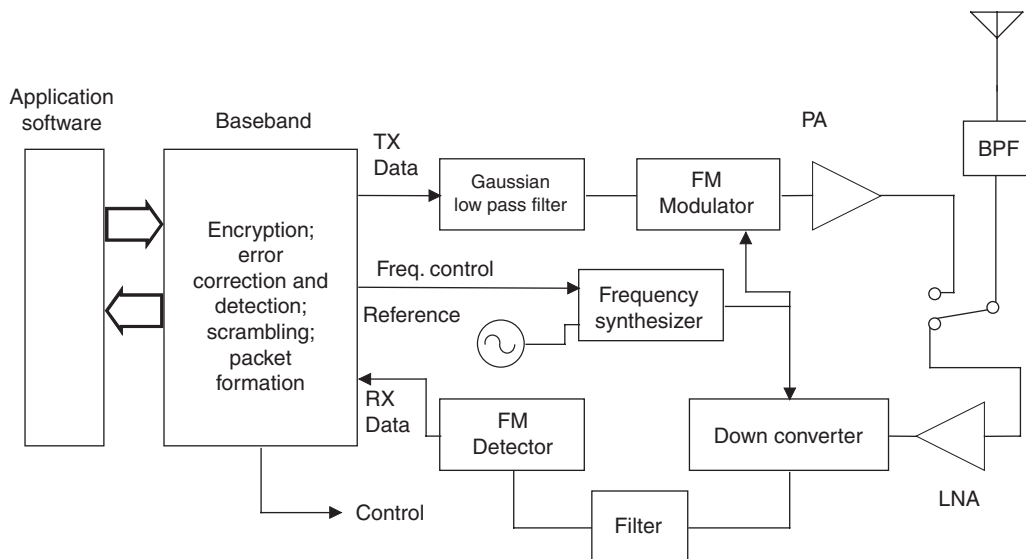 Application
software
Baseband
Encryption;
error
correction and
detection;
scrambling;
packet
formation
TX
Data
Gaussian
low pass filter
FM
Modulator
PA
BPF
Freq. control
Reference
Frequency
synthesizer
RX
Data
FM
Detector
Down converter
LNA
Filter
Control